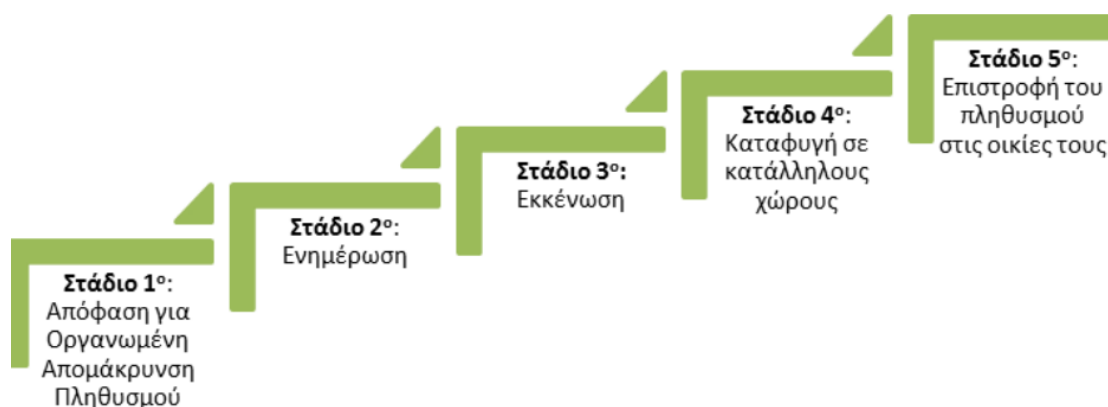 Στάδιο 1ο:
Απόφαση για
Οργανωμένη
Απομάκρυνση
Πληθυσμού
Στάδιο 2ο:
Ενημέρωση
Στάδιο 3ο:
Εκκένωση
Στάδιο 4ο:
Καταφυγή σε
κατάλληλους
χώρους
Στάδιο 5ο:
Επιστροφή του
πληθυσμού
στις οικίες τους